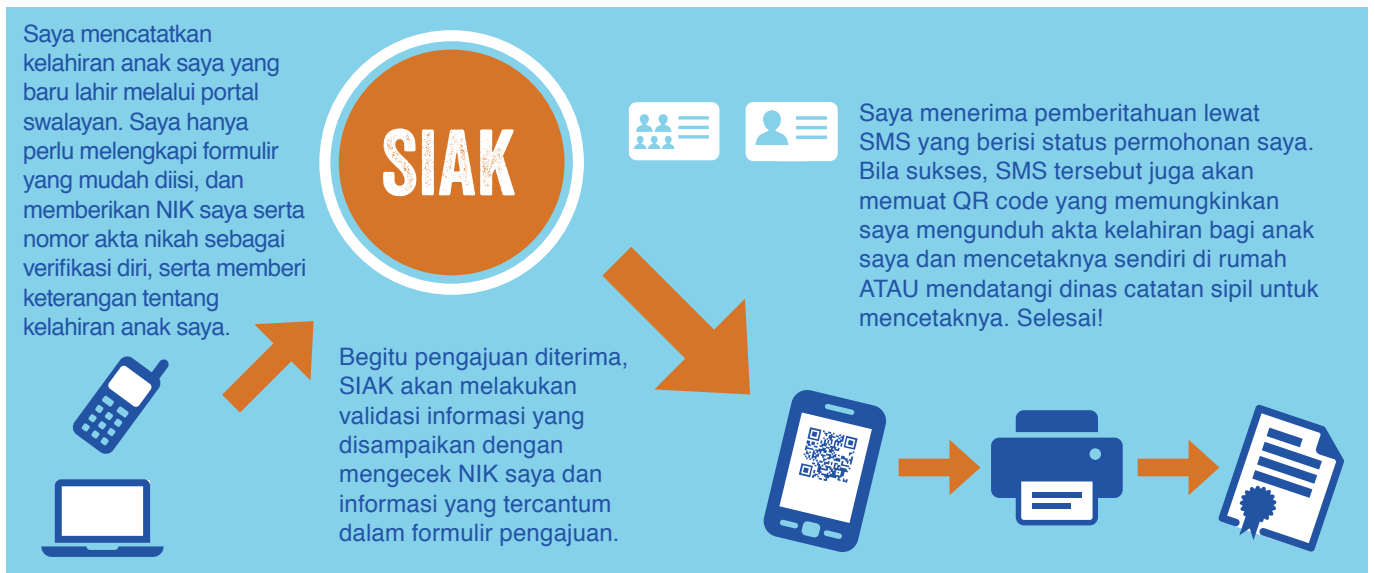 Saya mencatatkan
kelahiran anak saya yang
baru lahir melalui portal
swalayan. Saya hanya
perlu melengkapi formulir
yang mudah diisi, dan
memberikan NIK saya serta
nomor akta nikah sebagai
verifikasi diri, serta memberi
keterangan tentang
kelahiran anak saya.
SIAK
Begitu pengajuan diterima,
SIAK akan melakukan
validasi informasi yang
disampaikan dengan
mengecek NIK saya dan
informasi yang tercantum
dalam formulir pengajuan.
Saya menerima pemberitahuan lewat
SMS yang berisi status permohonan saya.
Bila sukses, SMS tersebut juga akan
memuat QR code yang memungkinkan
saya mengunduh akta kelahiran bagi anak
saya dan mencetaknya sendiri di rumah
ATAU mendatangi dinas catatan sipil untuk
mencetaknya. Selesai!